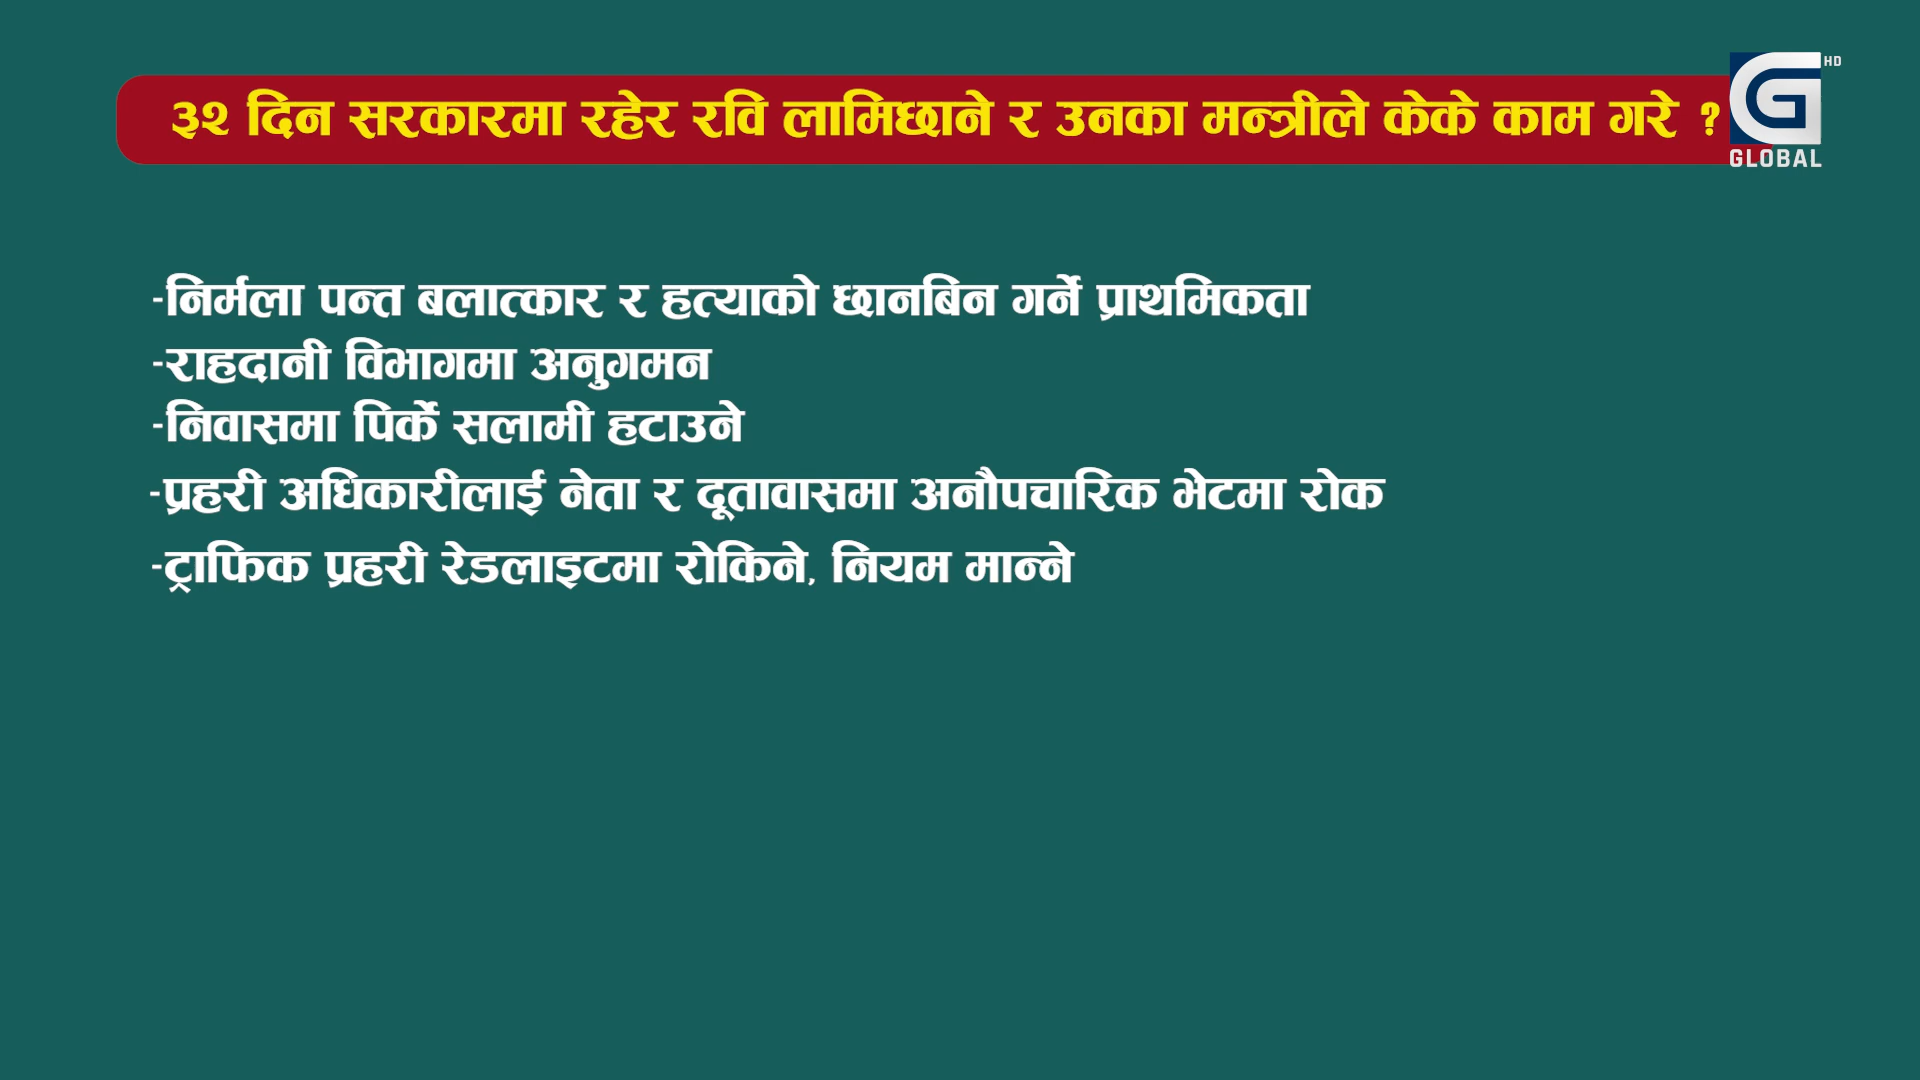 ३२ दिन सरकारमा रहेर रवि लामिछाने र उनका मन्त्रीले केके काम गरे ?
HD
GLOBAL
-निर्मला पन्त बलात्कार र हत्याको छानबिन गर्ने प्राथमिकता
-राहदानी विभागमा अनुगमन
-निवासमा पिर्के सलामी हटाउने
-प्रहरी अधिकारीलाई नेता र दूतावासमा अनौपचारिक भेटमा रोक
-ट्राफिक प्रहरी रेडलाइटमा रोकिने, नियम मान्ने